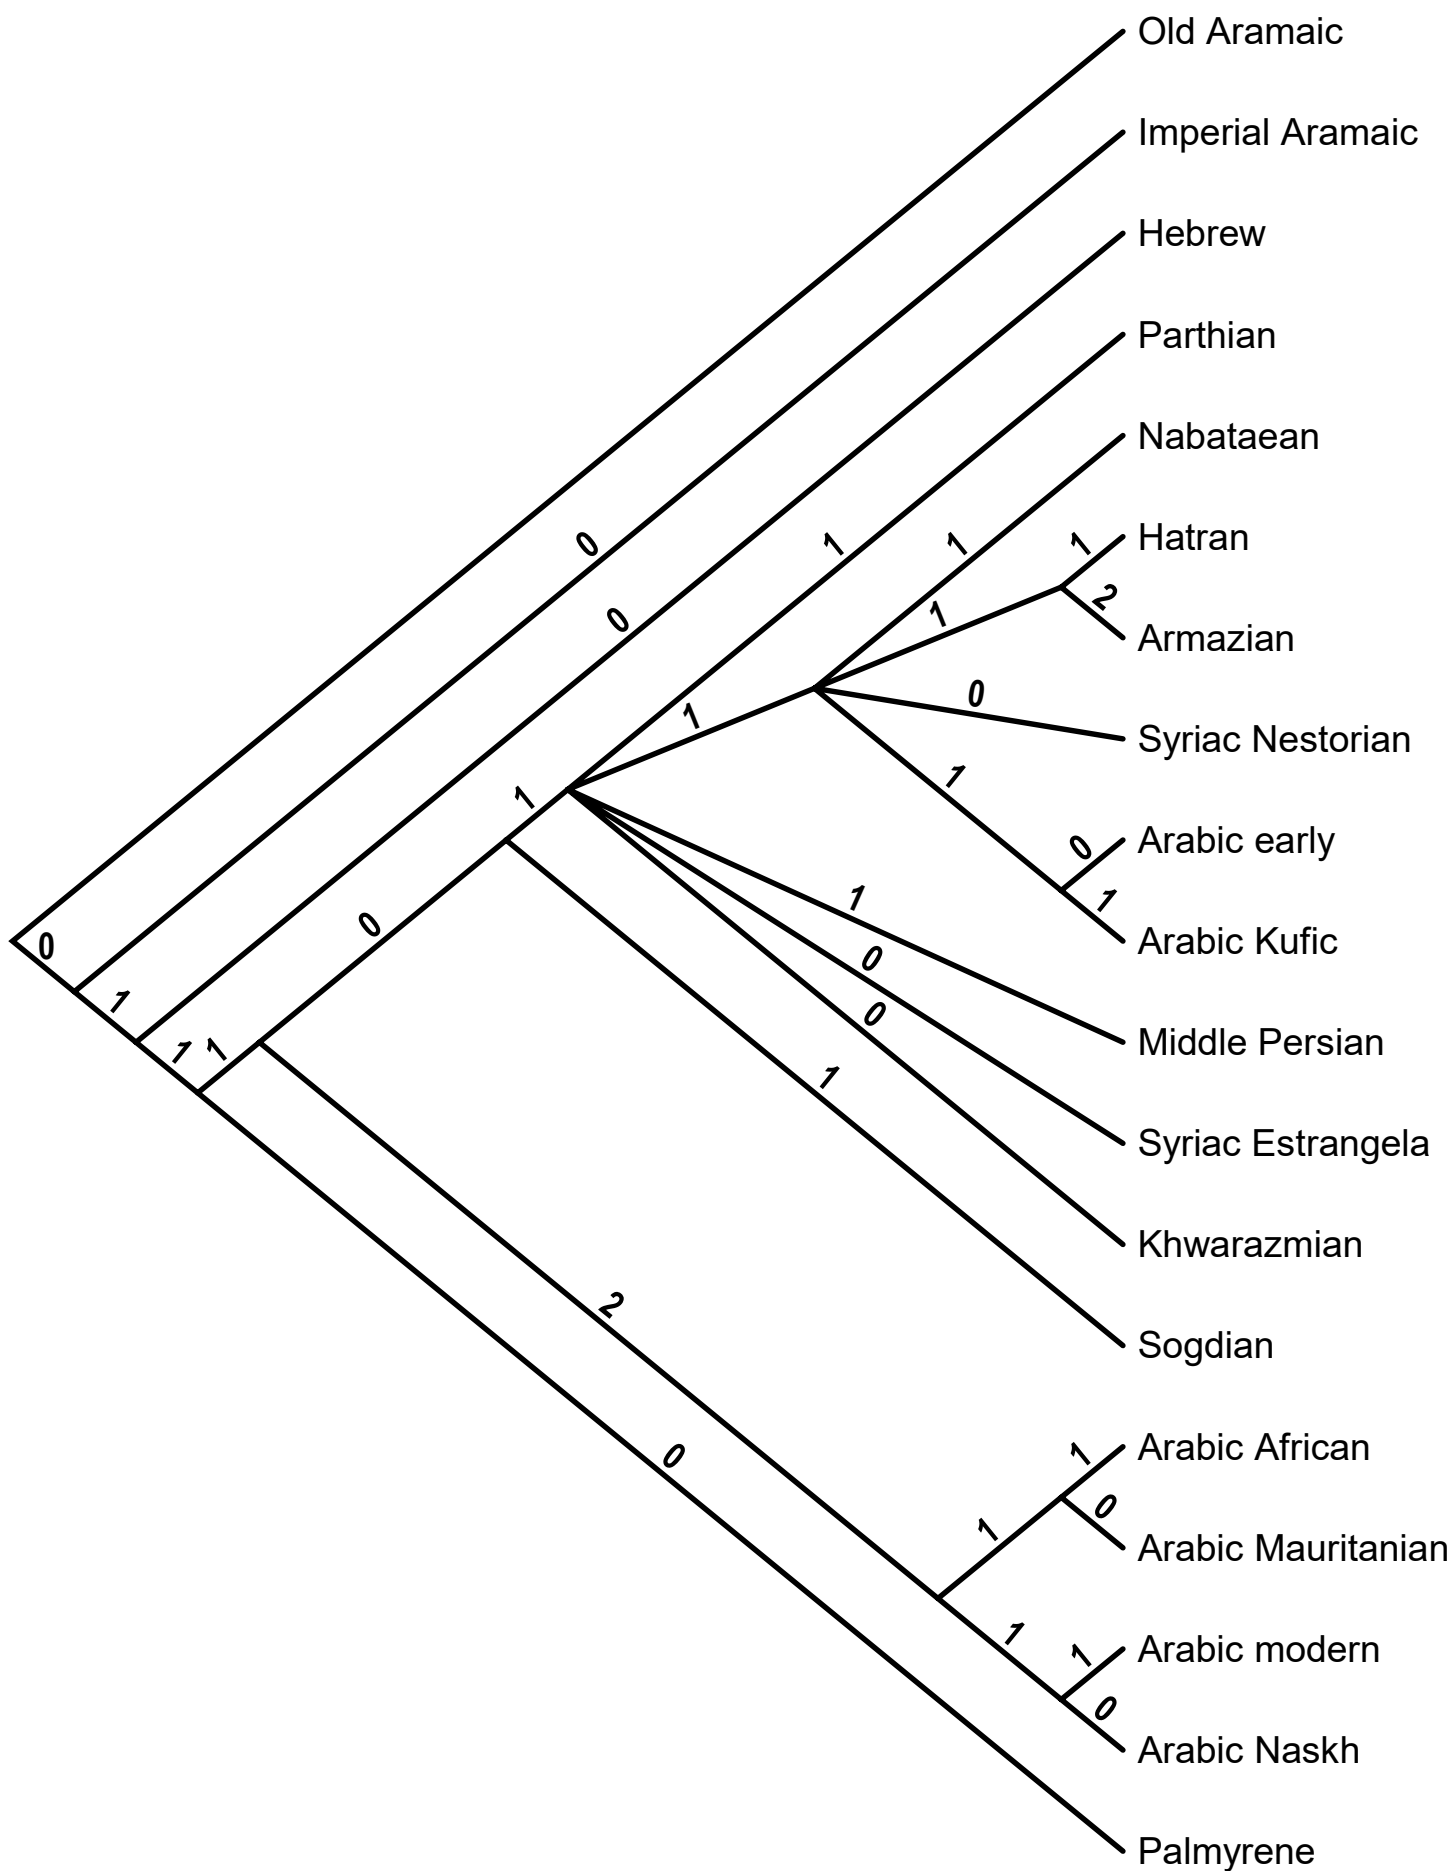 Old Aramaic
Imperial Aramaic
Hebrew
Parthian
Nabataean
0
1
1
1
Hatran
2
1
0
Armazian
1
0
Syriac Nestorian
1
1
0
Arabic early
1
1
Arabic Kufic
0
0
0
1
0
1
1
1
Middle Persian
1
Syriac Estrangela
Khwarazmian
2
Sogdian
0
1
Arabic African
0
1
Arabic Mauritanian
1
1
Arabic modern
0
Arabic Naskh
Palmyrene